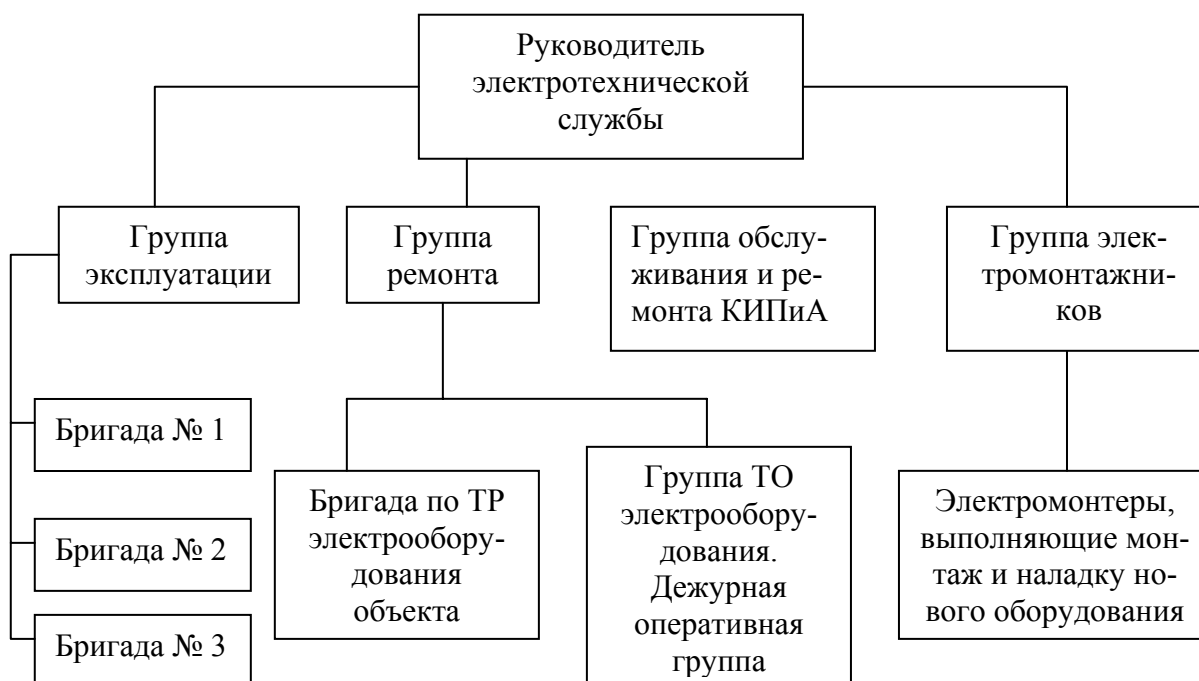 Руководитель
электротехнической
службы
Группа
эксплуатации
Группа
ремонта
Группа обслу-
живания и ре-
монта КИПиА
Группа элек-
тромонтажни-
ков
Бригада № 1
Бригада № 2
Бригада № 3
Бригада по ТР
электрообору-
дования
объекта
Группа ТО
электрообору-
дования.
Дежурная
оперативная
группа
Электромонтеры,
выполняющие мон-
таж и наладку но-
вого оборудования